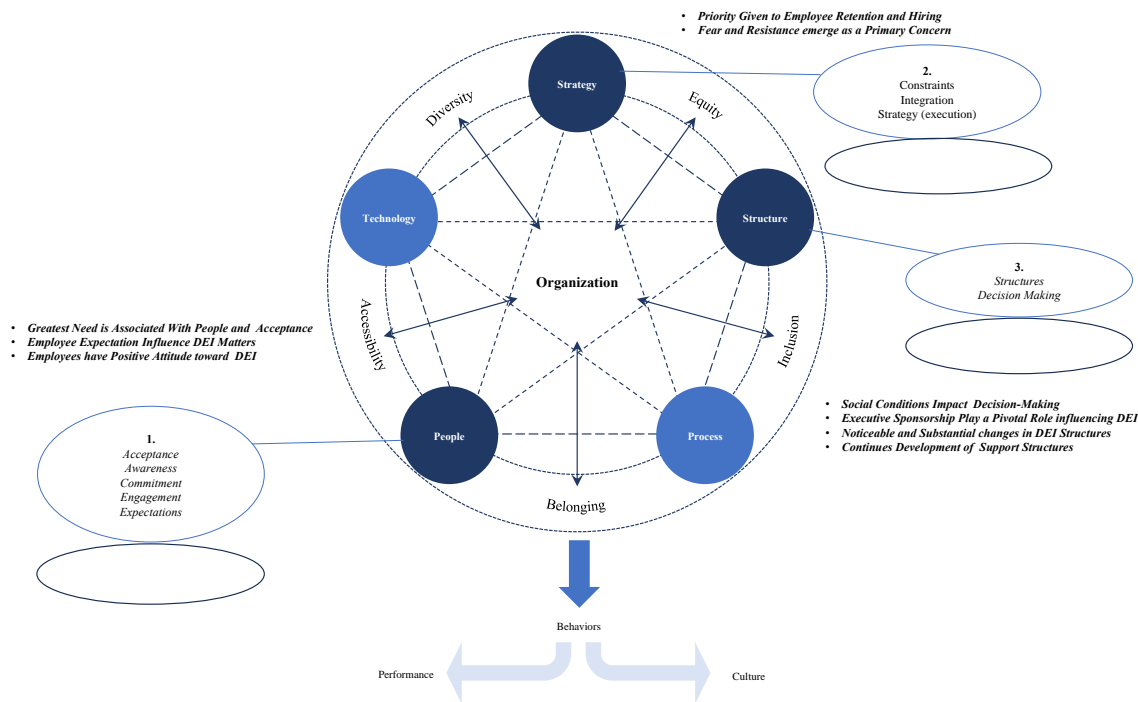 • Priority Given to Employee Retention and Hiring
• Fear and Resistance emerge as a Primary Concern
2.
Constraints
Integration
Strategy (execution)
Strategy
Diversity
Equity
Technology
Structure
Organization
3.
Structures
Decision Making
Accessibility
Inclusion
• Greatest Need is Associated With People and Acceptance
• Employee Expectation Influence DEI Matters
• Employees have Positive Attitude toward DEI
• Social Conditions Impact Decision-Making
• Executive Sponsorship Play a Pivotal Role influencing DEI
• Noticeable and Substantial changes in DEI Structures
• Continues Development of Support Structures
1.
Acceptance
Awareness
Commitment
Engagement
Expectations
People
Process
Belonging
Behaviors
Performance
Culture